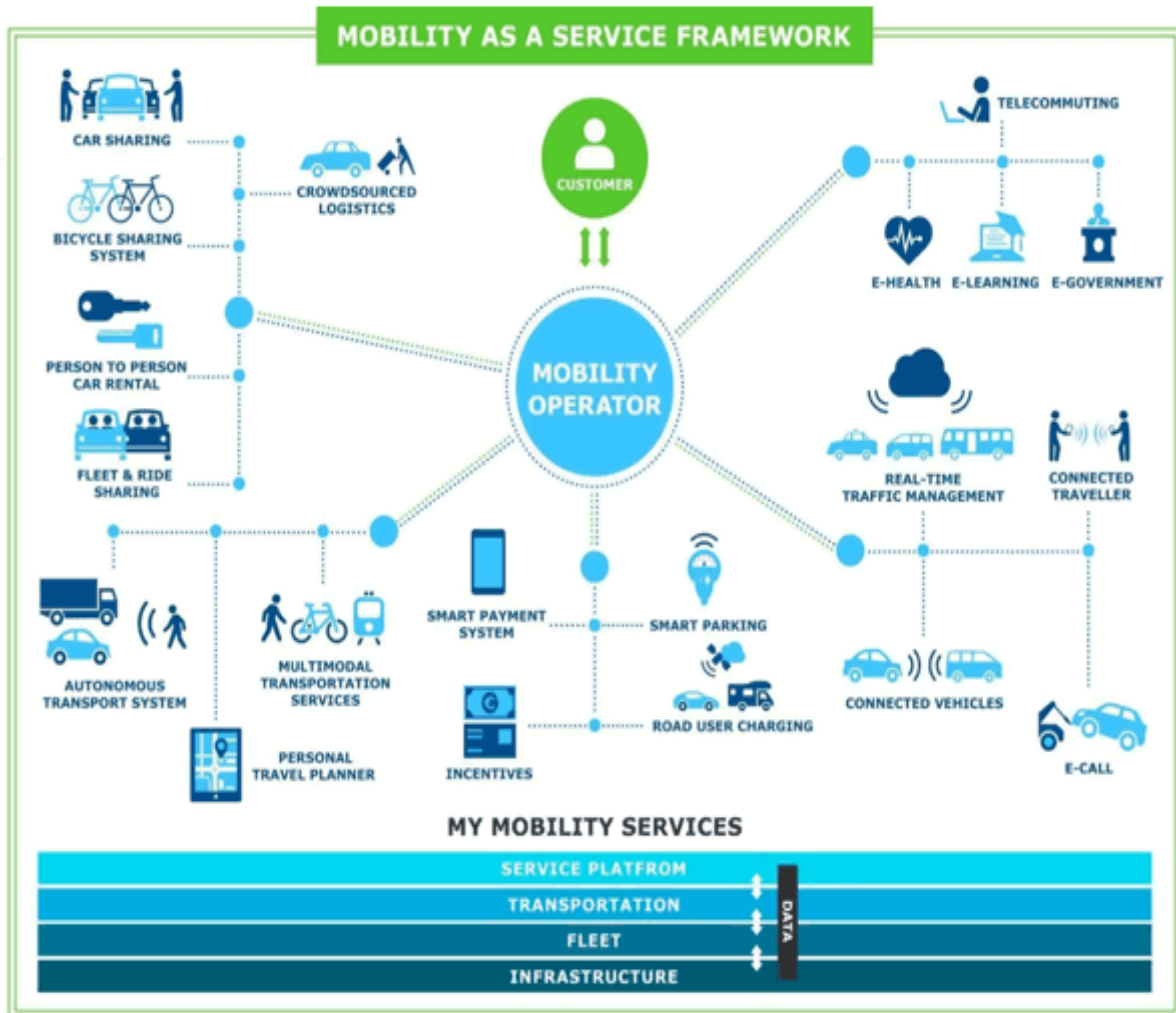 MOBILITY AS A SERVICE FRAMEWORK
CUSTOMER
MOBILITY
OPERATOR
CAR SHARING
CROWDSOURCED
LOGISTICS
BICYCLE SHARING
SYSTEM
PERSON TO PERSON
CAR RENTAL
FLEET & RIDE
SHARING
TELECOMMUTING
E-HEALTH
E-LEARNING
E-GOVERNMENT
REAL-TIME
TRAFFIC MANAGEMENT
CONNECTED
TRAVELLER
CONNECTED VEHICLES
E-CALL
AUTONOMOUS
TRANSPORT SYSTEM
MULTIMODAL
TRANSPORTATION
SERVICES
PERSONAL
TRAVEL PLANNER
SMART PAYMENT
SYSTEM
SMART PARKING
€
INCENTIVES
ROAD USER CHARGING
MY MOBILITY SERVICES
SERVICE PLATFROM
TRANSPORTATION
FLEET
INFRASTRUCTURE
DATA